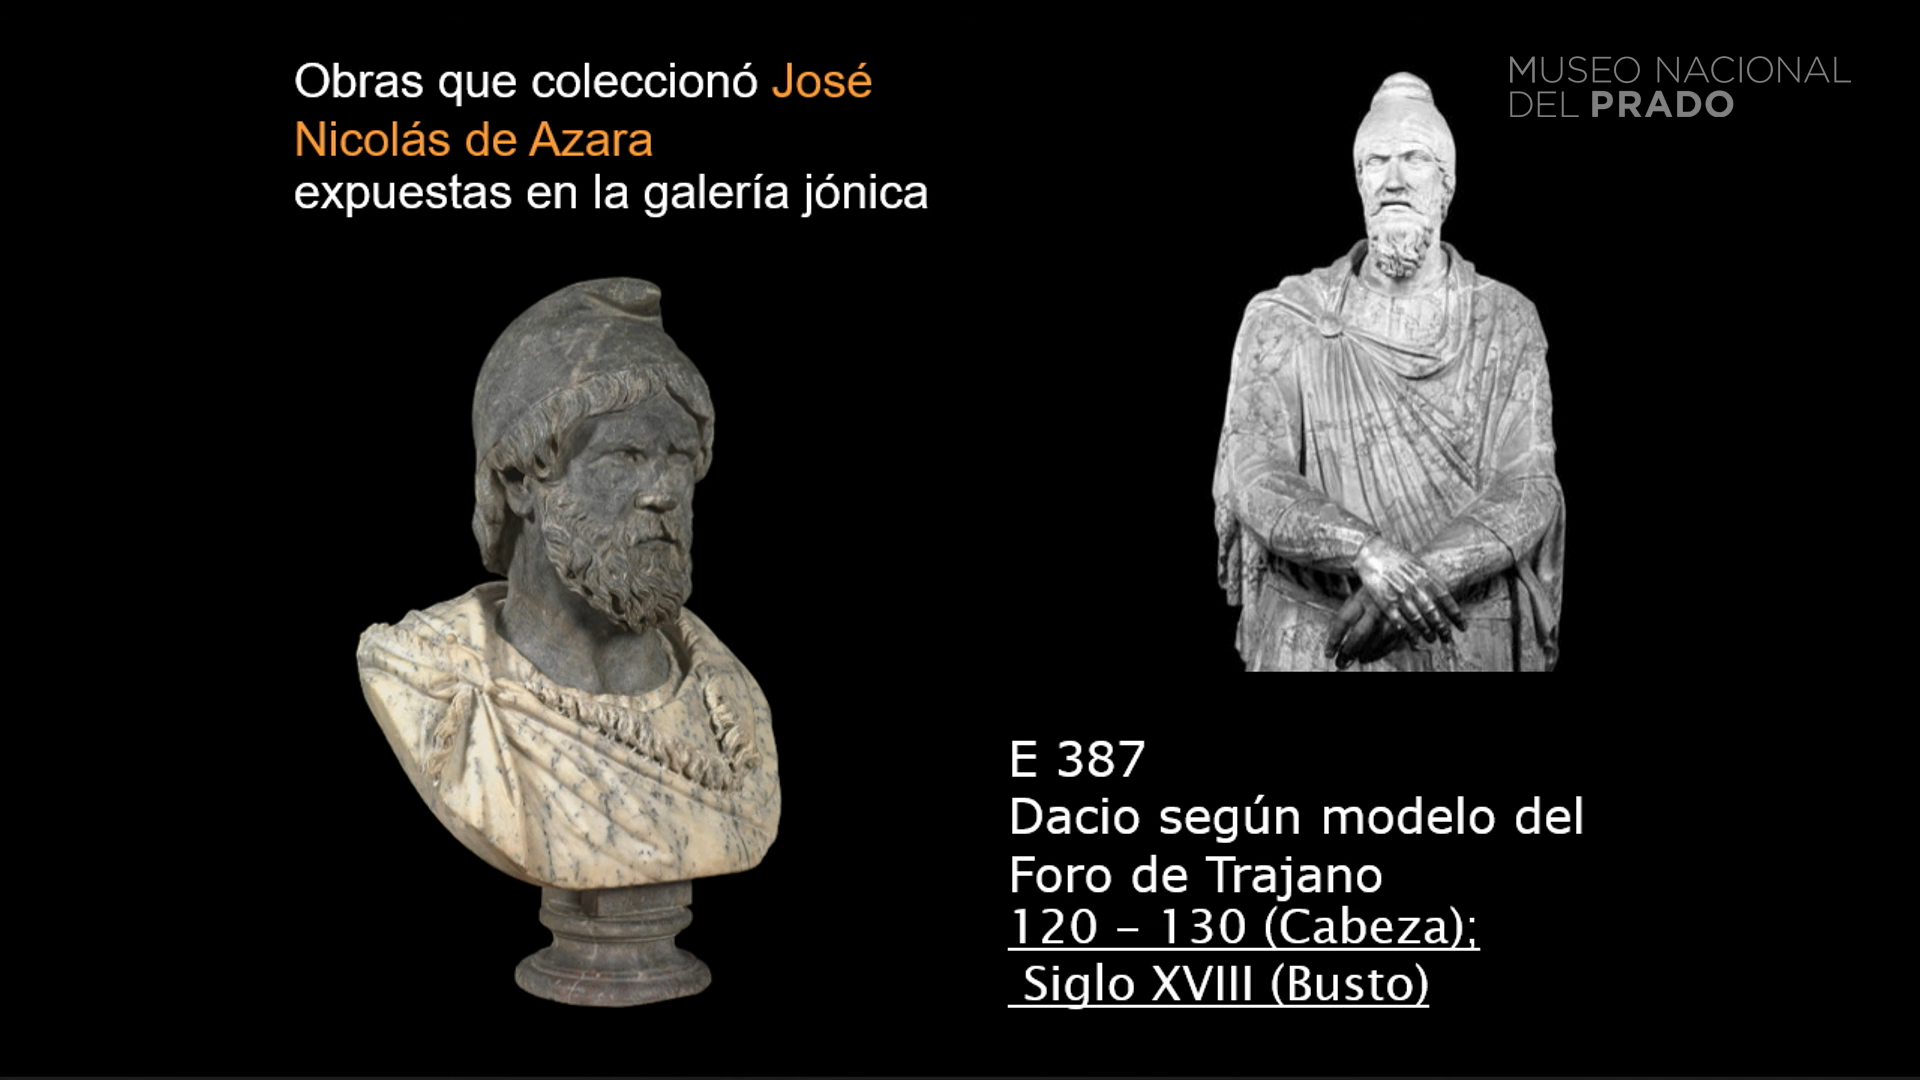 Obras que coleccionó José
Nicolás de Azara
expuestas en la galería jónica
MUSEO NACIONAL
DEL PRADO
E 387
Dacio según modelo del
Foro de Trajano
120 – 130 (Cabeza);
Siglo XVIII (Busto)